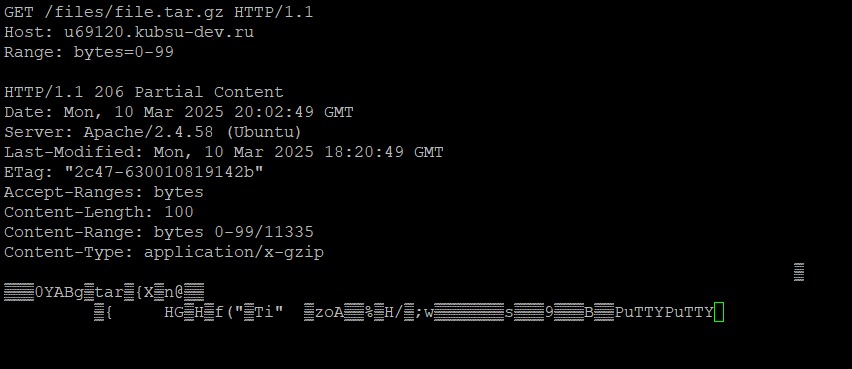 GET /files/file.tar.gz HTTP/1.1
Host: u69120.kubsu-dev.ru
Range: bytes=0-99
HTTP/1.1 206 Partial Content
Date: Mon, 10 Mar 2025 20:02:49 GMT
Server: Apache/2.4.58 (Ubuntu)
Last-Modified: Mon, 10 Mar 2025 18:20:49 GMT
ETag: "2c47-630010819142b"
Accept-Ranges: bytes
Content-Length: 100
Content-Range: bytes 0-99/11335
Content-Type: application/x-gzip
▒
▒▒▒0YABg▒tar▒{X▒n@▒▒
▒{ HG▒H▒f("▒Ti" ▒zoA▒▒%▒H/▒;w▒▒▒▒▒▒▒s▒▒▒9▒▒▒B▒▒PuTTYPuTTY